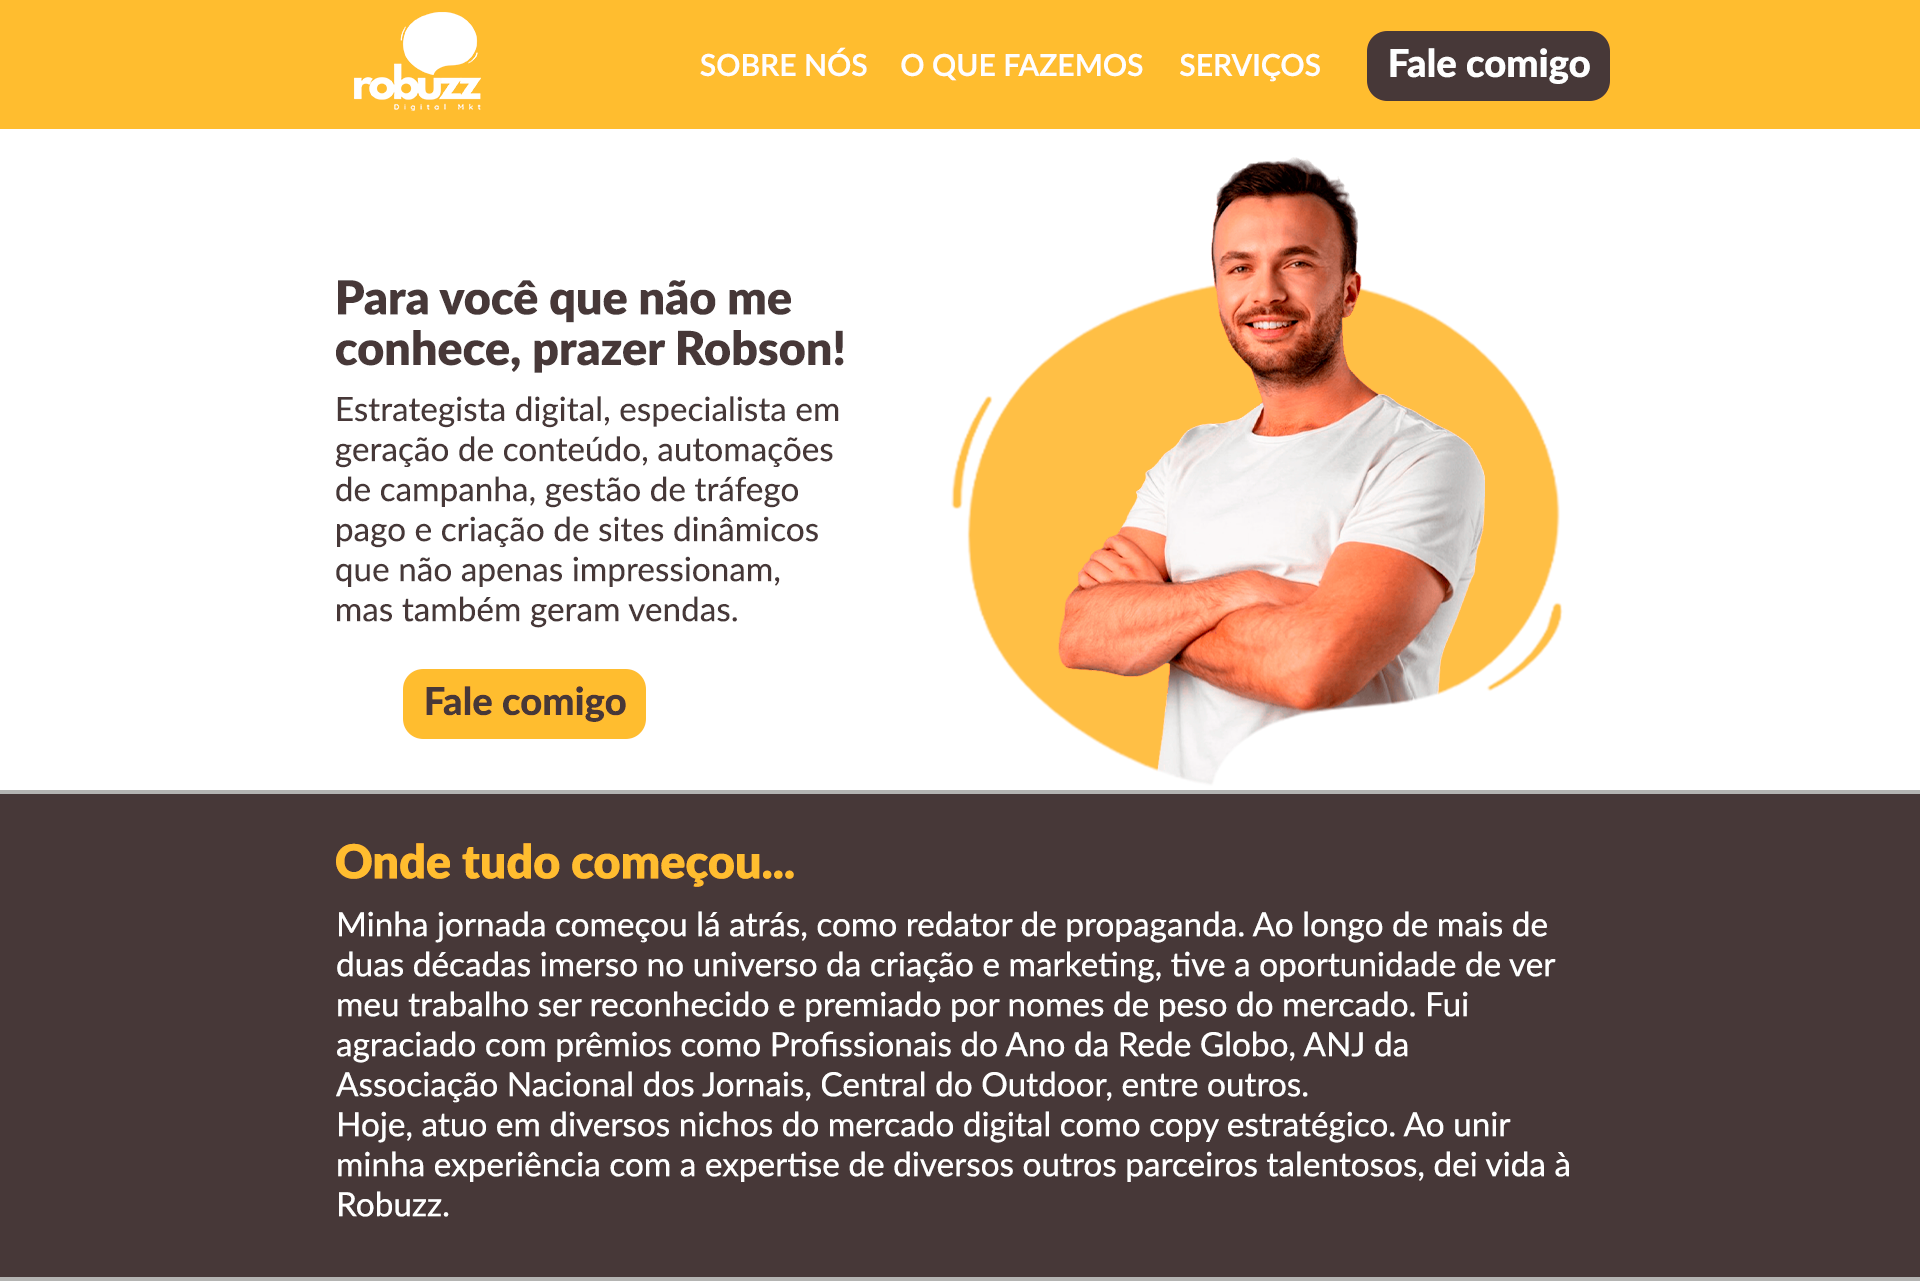 robuzz
Digital Mkt
SOBRE NÓS O QUE FAZEMOS SERVIÇOS Fale comigo
Para você que não me
conhece, prazer Robson!
Estrategista digital, especialista em
geração de conteúdo, automações
de campanha, gestão de tráfego
pago e criação de sites dinâmicos
que não apenas impressionam,
mas também geram vendas.
Fale comigo
Onde tudo começou...
Minha jornada começou lá atrás, como redator de propaganda. Ao longo de mais de
duas décadas imerso no universo da criação e marketing, tive a oportunidade de ver
meu trabalho ser reconhecido e premiado por nomes de peso do mercado. Fui
agraciado com prêmios como Profissionais do Ano da Rede Globo, ANJ da
Associação Nacional dos Jornais, Central do Outdoor, entre outros.
Hoje, atuo em diversos nichos do mercado digital como copy estratégico. Ao unir
minha experiência com a expertise de diversos outros parceiros talentosos, dei vida à
Robuzz.